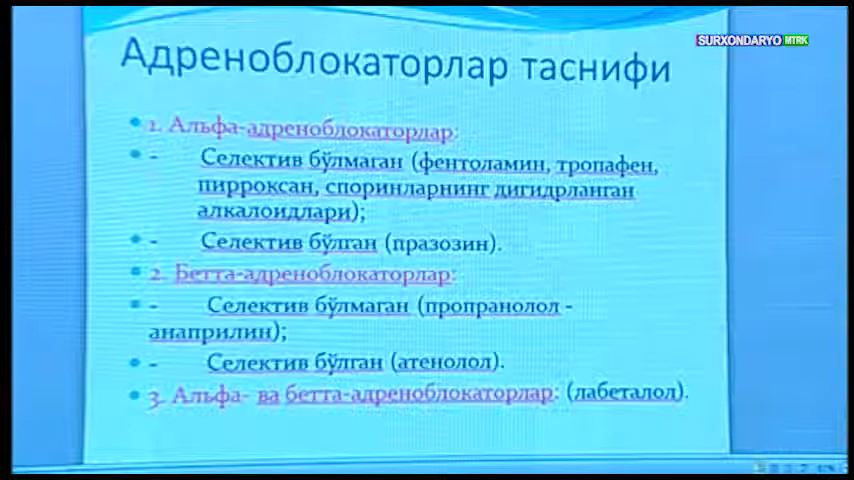 Адреноблокаторлар таснифи
SURXONDARYO MTRK
1. Альфа-адреноблокаторлар:
- Селектив бўлмаган (фентоламин, тропафен,
пирроксан, споринларнинг дигидрланган
алкалоидлари);
- Селектив бўлган (празозин).
2. Бетта-адреноблокаторлар:
- Селектив бўлмаган (пропранолол -
анаприлин);
- Селектив бўлган (атенолол).
3. Альфа- ва бетта-адреноблокаторлар: (лабеталол).